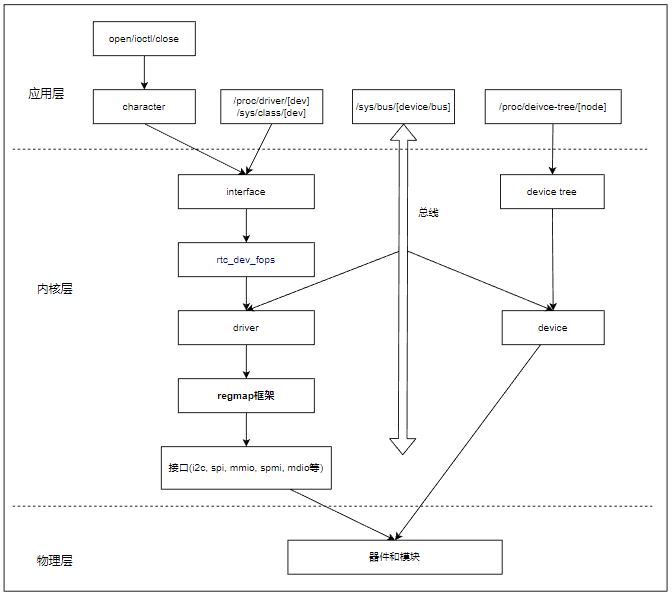 open/ioctl/close
应用层
character
/proc/driver/[dev]
/sys/class/[dev]
/sys/bus/[device/bus]
/proc/deivce-tree/[node]
interface
device tree
总线
rtc_dev_fops
内核层
driver
device
regmap框架
接口(i2c, spi, mmio, spmi, mdio等)
物理层
器件和模块